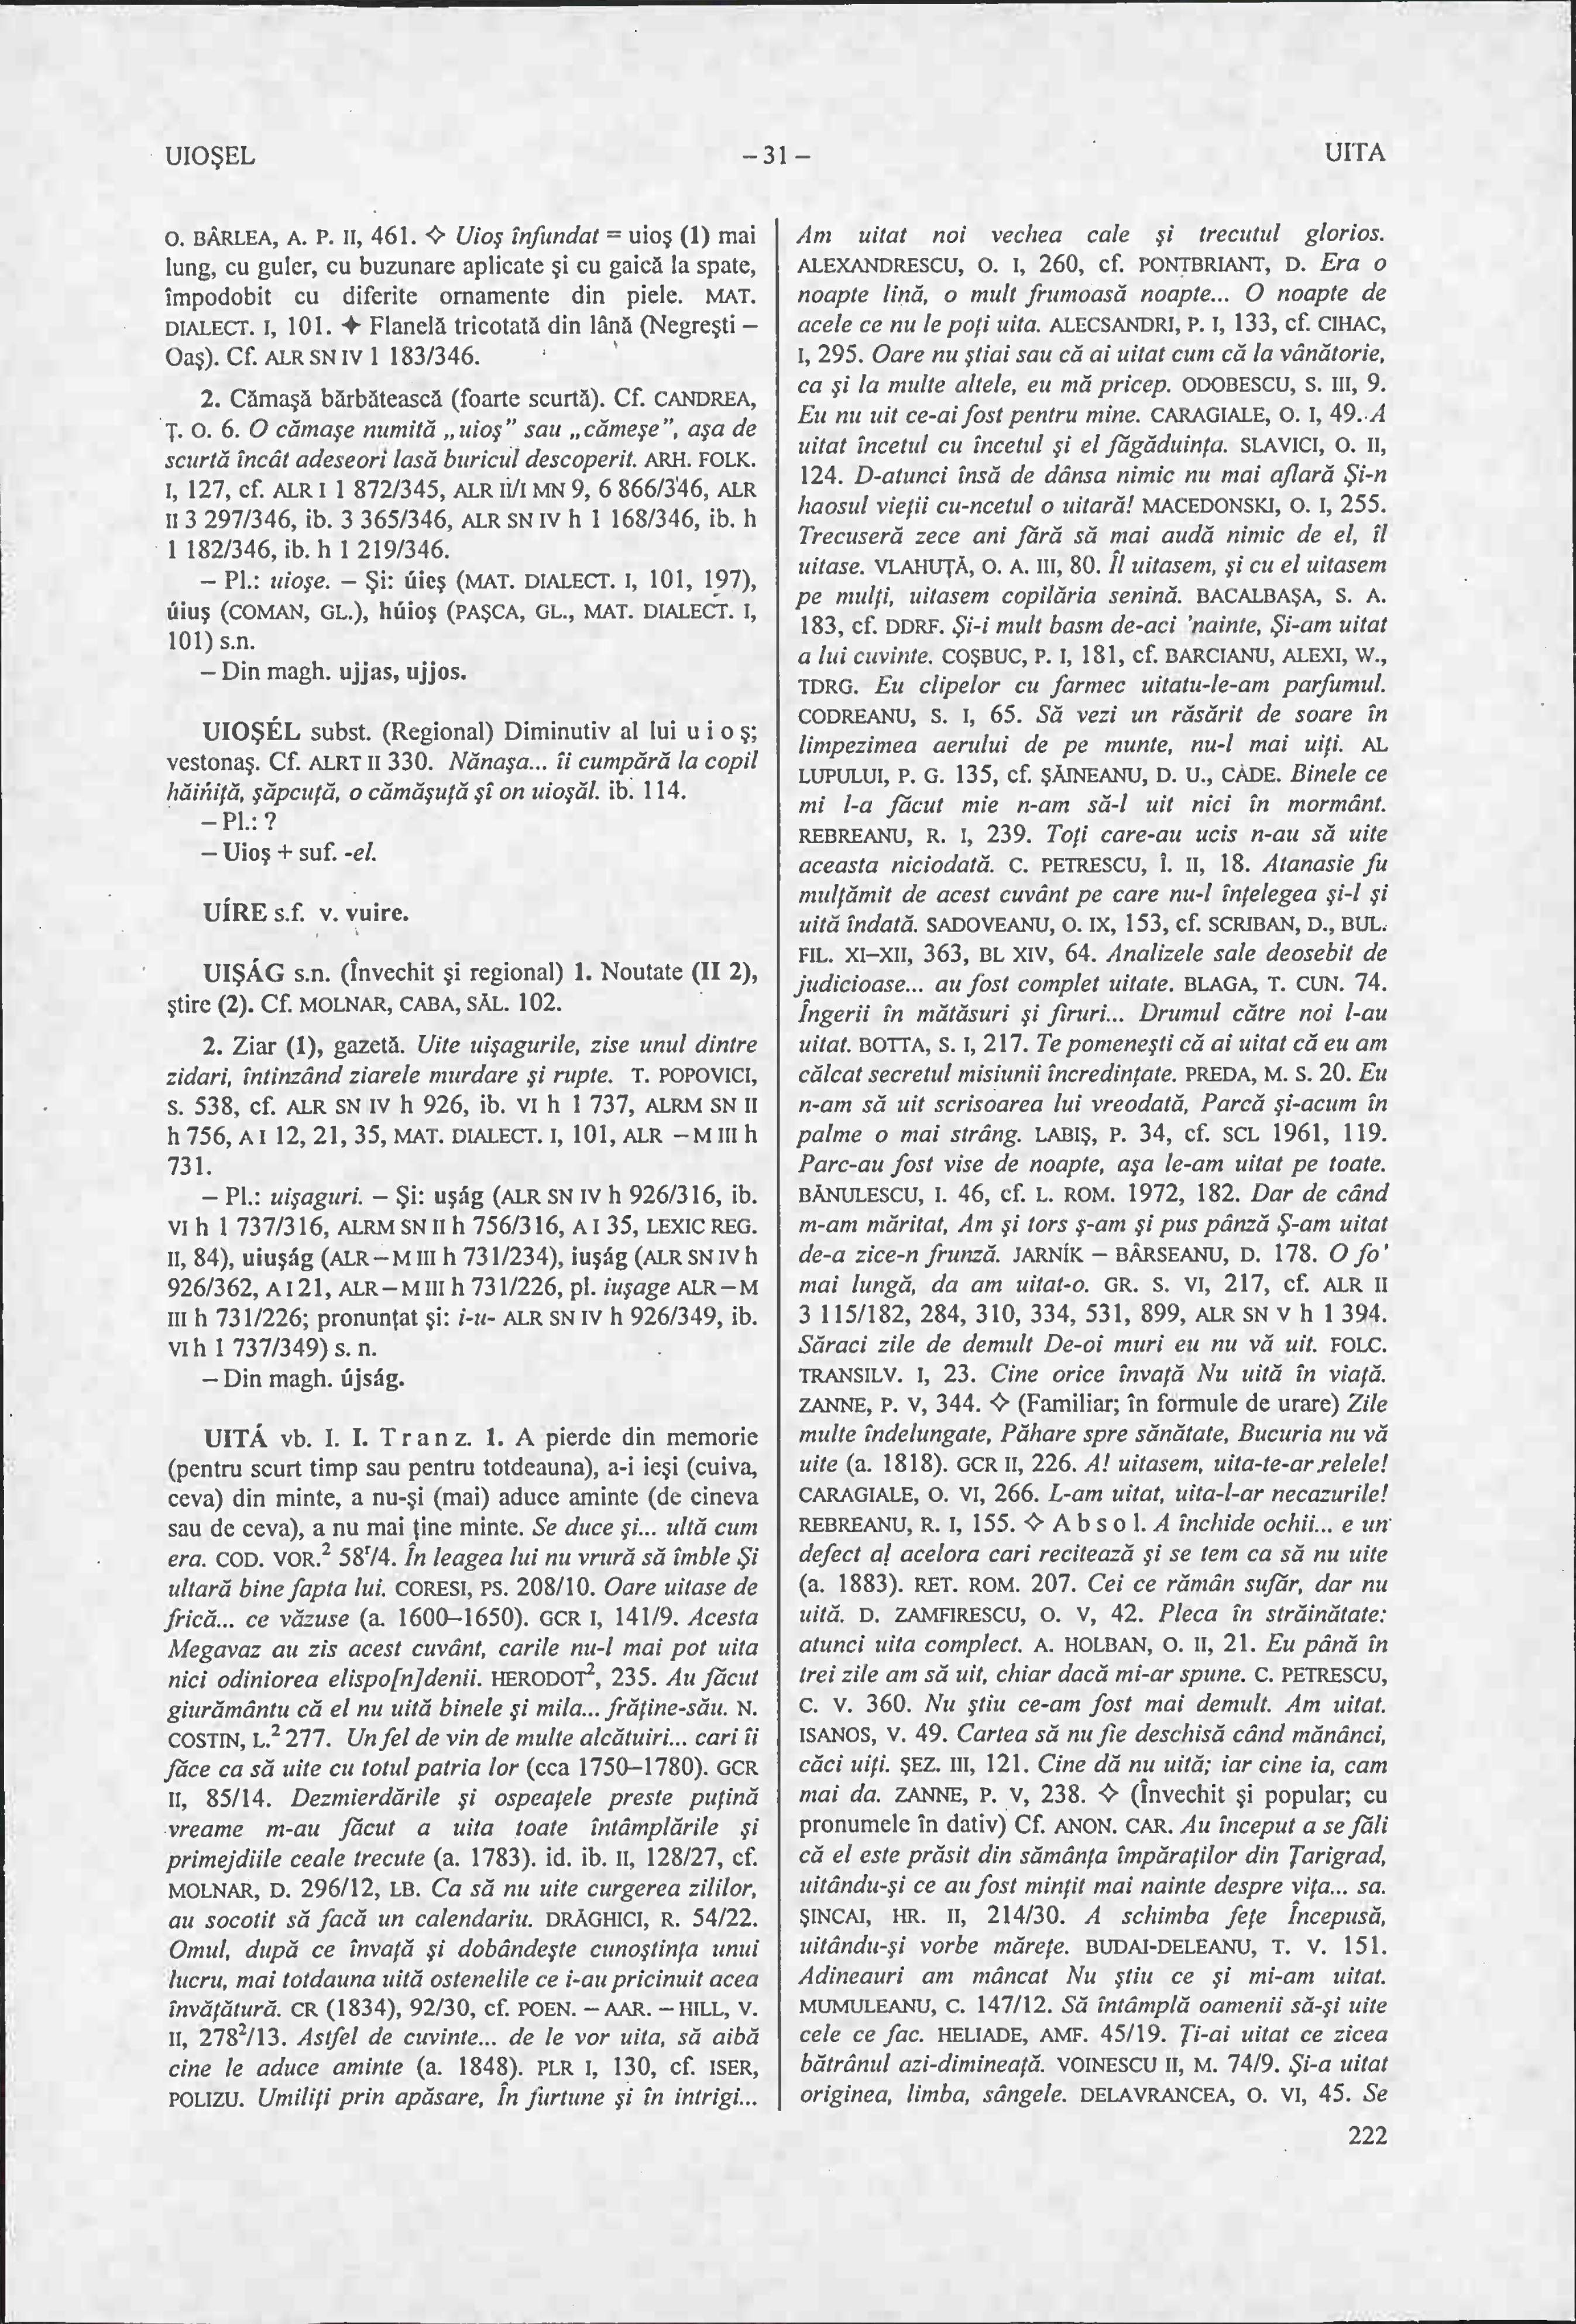 UIOŞEL
– 31 –
UITA
O. BÂRLEA, A. P. II, 461. ◇ Uioş înfundat = uioş (1) mai
lung, cu guler, cu buzunare aplicate şi cu gaică la spate,
împodobit cu diferite ornamente din piele. MAT.
DIALECT. I, 101. ✦ Flanelă tricotată din lână (Negreşti –
Oaş). Cf. ALR SN IV 1 183/346.
2. Cămaşă bărbătească (foarte scurtă). Cf. CANDREA,
Ţ. O. 6. O cămaşe numită „uioş” sau „cămeşe”, aşa de
scurtă încât adeseori lasă buricul descoperit. ARH. FOLK.
I, 127, cf. ALR I 1 872/345, ALR II/I MN 9, 6 866/346, ALR
II 3 297/346, ib. 3 365/346, ALR SN IV h 1 168/346, ib. h
1 182/346, ib. h 1 219/346.
– Pl.: uioşe. – Şi: úieş (MAT. DIALECT. I, 101, 197),
úiuş (COMAN, GL.), húioş (PAŞCA, GL., MAT. DIALECT. I,
101) s.n.
– Din magh. ujjas, ujjos.
UIOŞÉL subst. (Regional) Diminutiv al lui u i o ş;
vestonaş. Cf. ALRT II 330. Nănaşa... îi cumpără la copil
hăińiţă, şăpcuţă, o cămăşuţă şî on uioşăl. ib. 114.
– Pl.: ?
– Uioş + suf. -el.
UÍRE s.f. v. vuire.
UIŞÁG s.n. (Învechit şi regional) 1. Noutate (II 2),
ştire (2). Cf. MOLNAR, CABA, SĂL. 102.
2. Ziar (1), gazetă. Uite uişagurile, zise unul dintre
zidari, întinzând ziarele murdare şi rupte. T. POPOVICI,
S. 538, cf. ALR SN IV h 926, ib. VI h 1 737, ALRM SN II
h 756, A I 12, 21, 35, MAT. DIALECT. I, 101, ALR – M III h
731.
– Pl.: uişaguri. – Şi: uşág (ALR SN IV h 926/316, ib.
VI h 1 737/316, ALRM SN II h 756/316, A I 35, LEXIC REG.
II, 84), uiuşág (ALR – M III h 731/234), iuşág (ALR SN IV h
926/362, A I 21, ALR – M III h 731/226, pl. iuşage ALR – M
III h 731/226; pronunţat şi: i-u- ALR SN IV h 926/349, ib.
VI h 1 737/349) s. n.
– Din magh. újság.
UITÁ vb. I. I. T r a n z. 1. A pierde din memorie
(pentru scurt timp sau pentru totdeauna), a-i ieşi (cuiva,
ceva) din minte, a nu-şi (mai) aduce aminte (de cineva
sau de ceva), a nu mai ţine minte. Se duce şi... ultă cum
era. COD. VOR.² 58ʳ/4. În leagea lui nu vrură să îmble Şi
ultară bine fapta lui. CORESI, PS. 208/10. Oare uitase de
frică... ce văzuse (a. 1600–1650). GCR I, 141/9. Acesta
Megavaz au zis acest cuvânt, carile nu-l mai pot uita
nici odiniorea elispo[n]denii. HERODOT², 235. Au făcut
giurământu că el nu uită binele şi mila... frăţine-său. N.
COSTIN, L.² 277. Un fel de vin de multe alcătuiri... cari îi
făce ca să uite cu totul patria lor (cca 1750–1780). GCR
II, 85/14. Dezmierdările şi ospeaţele preste puţină
vreame m-au făcut a uita toate întâmplările şi
primejdiile ceale trecute (a. 1783). id. ib. II, 128/27, cf.
MOLNAR, D. 296/12, LB. Ca să nu uite curgerea zililor,
au socotit să facă un calendariu. DRĂGHICI, R. 54/22.
Omul, după ce învaţă şi dobândeşte cunoştinţa unui
lucru, mai totdauna uită ostenelile ce i-au pricinuit acea
învăţătură. CR (1834), 92/30, cf. POEN. – AAR. – HILL, V.
II, 278²/13. Astfel de cuvinte... de le vor uita, să aibă
cine le aduce aminte (a. 1848). PLR I, 130, cf. ISER,
POLIZU. Umiliţi prin apăsare, În furtune şi în intrigi...
Am uitat noi vechea cale şi trecutul glorios.
ALEXANDRESCU, O. I, 260, cf. PONTBRIANT, D. Era o
noapte lină, o mult frumoasă noapte... O noapte de
acele ce nu le poţi uita. ALECSANDRI, P. I, 133, cf. CIHAC,
I, 295. Oare nu ştiai sau că ai uitat cum că la vânătorie,
ca şi la multe altele, eu mă pricep. ODOBESCU, S. III, 9.
Eu nu uit ce-ai fost pentru mine. CARAGIALE, O. I, 49. A
uitat încetul cu încetul şi el făgăduinţa. SLAVICI, O. II,
124. D-atunci însă de dânsa nimic nu mai aflară Şi-n
haosul vieţii cu-ncetul o uitară! MACEDONSKI, O. I, 255.
Trecuseră zece ani fără să mai audă nimic de el, îl
uitase. VLAHUŢĂ, O. A. III, 80. Îl uitasem, şi cu el uitasem
pe mulţi, uitasem copilăria senină. BACALBAŞA, S. A.
183, cf. DDRF. Şi-i mult basm de-aci ’nainte, Şi-am uitat
a lui cuvinte. COŞBUC, P. I, 181, cf. BARCIANU, ALEXI, W.,
TDRG. Eu clipelor cu farmec uitatu-le-am parfumul.
CODREANU, S. I, 65. Să vezi un răsărit de soare în
limpezimea aerului de pe munte, nu-l mai uiţi. AL
LUPULUI, P. G. 135, cf. ŞĂINEANU, D. U., CADE. Binele ce
mi l-a făcut mie n-am să-l uit nici în mormânt.
REBREANU, R. I, 239. Toţi care-au ucis n-au să uite
aceasta niciodată. C. PETRESCU, Î. II, 18. Atanasie fu
mulţămit de acest cuvânt pe care nu-l înţelegea şi-l şi
uită îndată. SADOVEANU, O. IX, 153, cf. SCRIBAN, D., BUL.
FIL. XI–XII, 363, BL XIV, 64. Analizele sale deosebit de
judicioase... au fost complet uitate. BLAGA, T. CUN. 74.
Îngerii în mătăsuri şi firuri... Drumul către noi l-au
uitat. BOTTA, S. I, 217. Te pomeneşti că ai uitat că eu am
călcat secretul misiunii încredinţate. PREDA, M. S. 20. Eu
n-am să uit scrisoarea lui vreodată, Parcă şi-acum în
palme o mai strâng. LABIŞ, P. 34, cf. SCL 1961, 119.
Parc-au fost vise de noapte, aşa le-am uitat pe toate.
BĂNULESCU, I. 46, cf. L. ROM. 1972, 182. Dar de când
m-am măritat, Am şi tors ş-am şi pus pânză Ş-am uitat
de-a zice-n frunză. JARNÍK – BÂRSEANU, D. 178. O fo’
mai lungă, da am uitat-o. GR. S. VI, 217, cf. ALR II
3 115/182, 284, 310, 334, 531, 899, ALR SN V h 1 394.
Săraci zile de demult De-oi muri eu nu vă uit. FOLC.
TRANSILV. I, 23. Cine orice învaţă Nu uită în viaţă.
ZANNE, P. V, 344. ◇ (Familiar; în formule de urare) Zile
multe îndelungate, Păhare spre sănătate, Bucuria nu vă
uite (a. 1818). GCR II, 226. A! uitasem, uita-te-ar relele!
CARAGIALE, O. VI, 266. L-am uitat, uita-l-ar necazurile!
REBREANU, R. I, 155. ◇ A b s o l. A închide ochii... e un
defect al acelora cari recitează şi se tem ca să nu uite
(a. 1883). RET. ROM. 207. Cei ce rămân sufăr, dar nu
uită. D. ZAMFIRESCU, O. V, 42. Pleca în străinătate:
atunci uita complect. A. HOLBAN, O. II, 21. Eu până în
trei zile am să uit, chiar dacă mi-ar spune. C. PETRESCU,
C. V. 360. Nu ştiu ce-am fost mai demult. Am uitat.
ISANOS, V. 49. Cartea să nu fie deschisă când mănânci,
căci uiţi. ŞEZ. III, 121. Cine dă nu uită; iar cine ia, cam
mai da. ZANNE, P. V, 238. ◇ (Învechit şi popular; cu
pronumele în dativ) Cf. ANON. CAR. Au început a se făli
că el este prăsit din sămânţa împăraţilor din Ţarigrad,
uitându-şi ce au fost minţit mai nainte despre viţa... sa.
ŞINCAI, HR. II, 214/30. A schimba feţe Începusă,
uitându-şi vorbe măreţe. BUDAI-DELEANU, T. V. 151.
Adineauri am mâncat Nu ştiu ce şi mi-am uitat.
MUMULEANU, C. 147/12. Să întâmplă oamenii să-şi uite
cele ce fac. HELIADE, AMF. 45/19. Ţi-ai uitat ce zicea
bătrânul azi-dimineaţă. VOINESCU II, M. 74/9. Şi-a uitat
originea, limba, sângele. DELAVRANCEA, O. VI, 45. Se
222